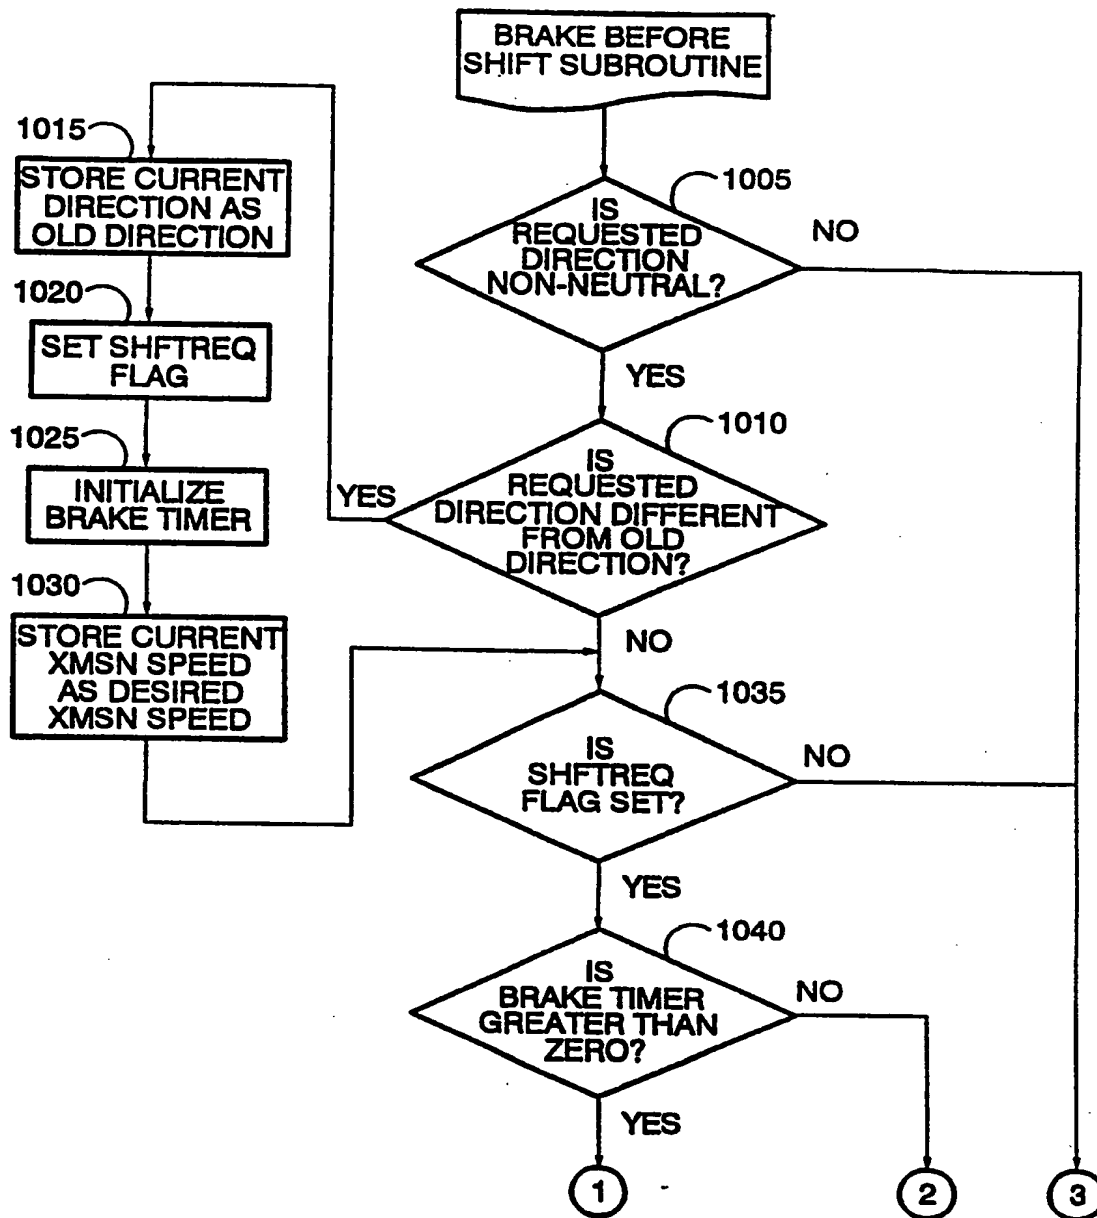 BRAKE BEFORE
SHIFT SUBROUTINE
1015
STORE CURRENT
DIRECTION AS
OLD DIRECTION
1005
IS
REQUESTED
DIRECTION
NON-NEUTRAL?
NO
YES
1020
SET SHFTREQ
FLAG
1010
IS
REQUESTED
DIRECTION DIFFERENT
FROM OLD
DIRECTION?
YES
NO
1025
INITIALIZE
BRAKE TIMER
1030
STORE CURRENT
XMSN SPEED
AS DESIRED
XMSN SPEED
1035
IS
SHFTREQ
FLAG SET?
NO
YES
1040
IS
BRAKE TIMER
GREATER THAN
ZERO?
NO
YES
1
2
3